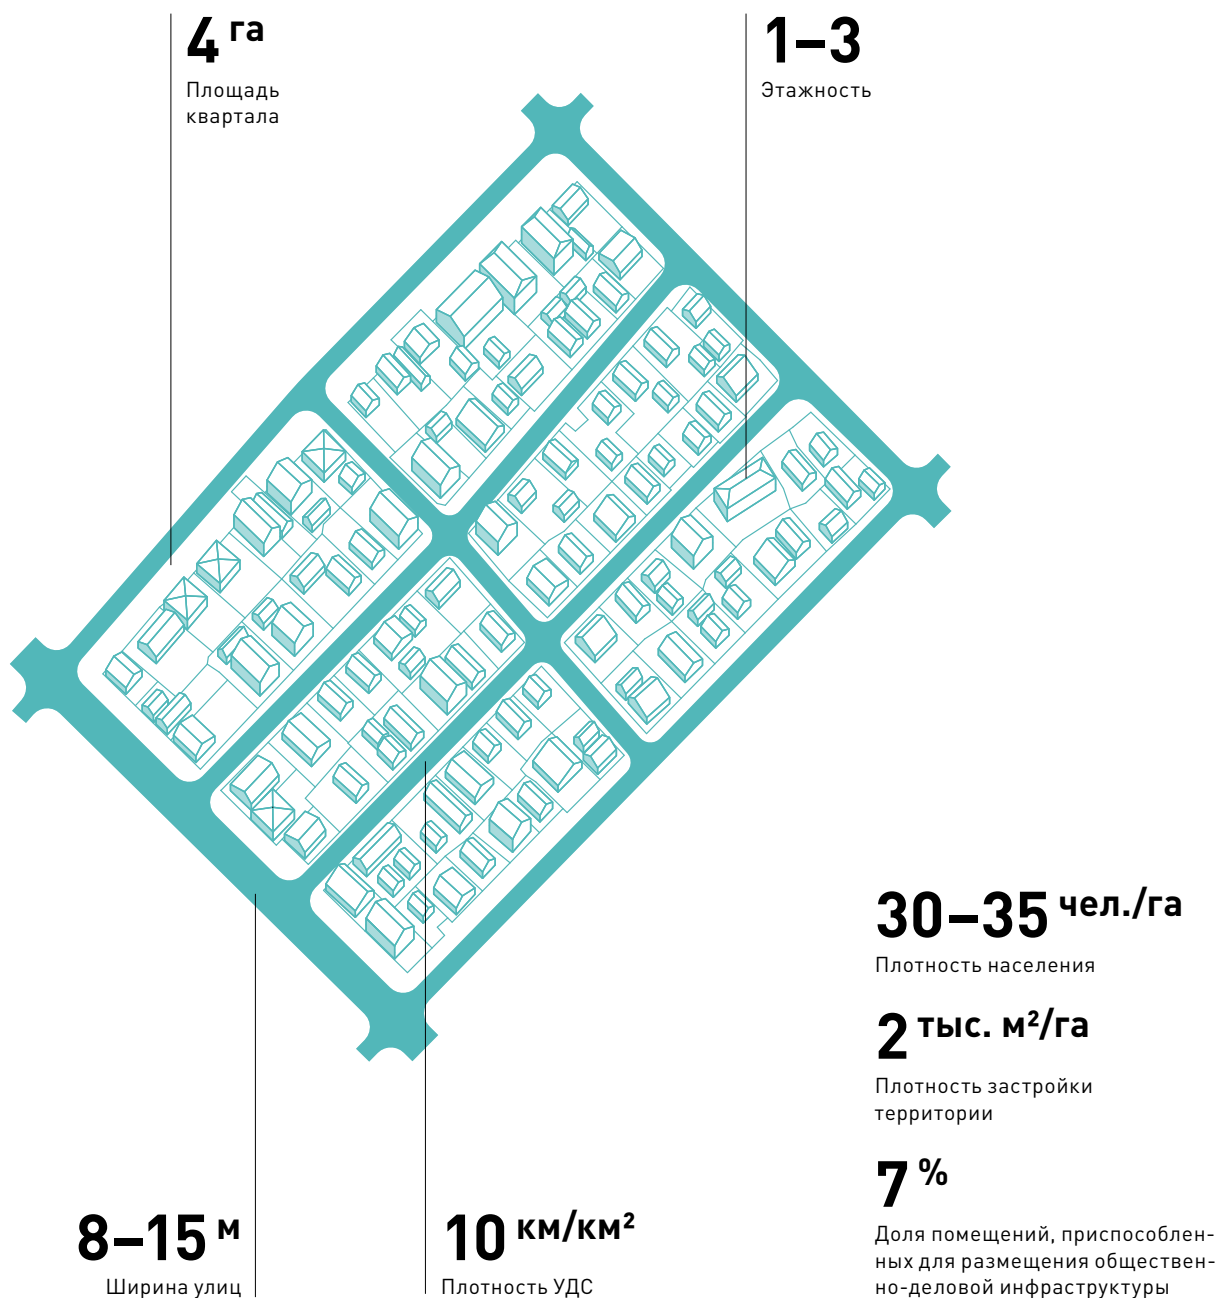 4 га
Площадь
квартала
1–3
Этажность
30–35 чел./га
Плотность населения
2 тыс. м²/га
Плотность застройки
территории
7 %
Доля помещений, приспособлен-
ных для размещения обществен-
но-деловой инфраструктуры
8–15 м
Ширина улиц
10 км/км²
Плотность УДС